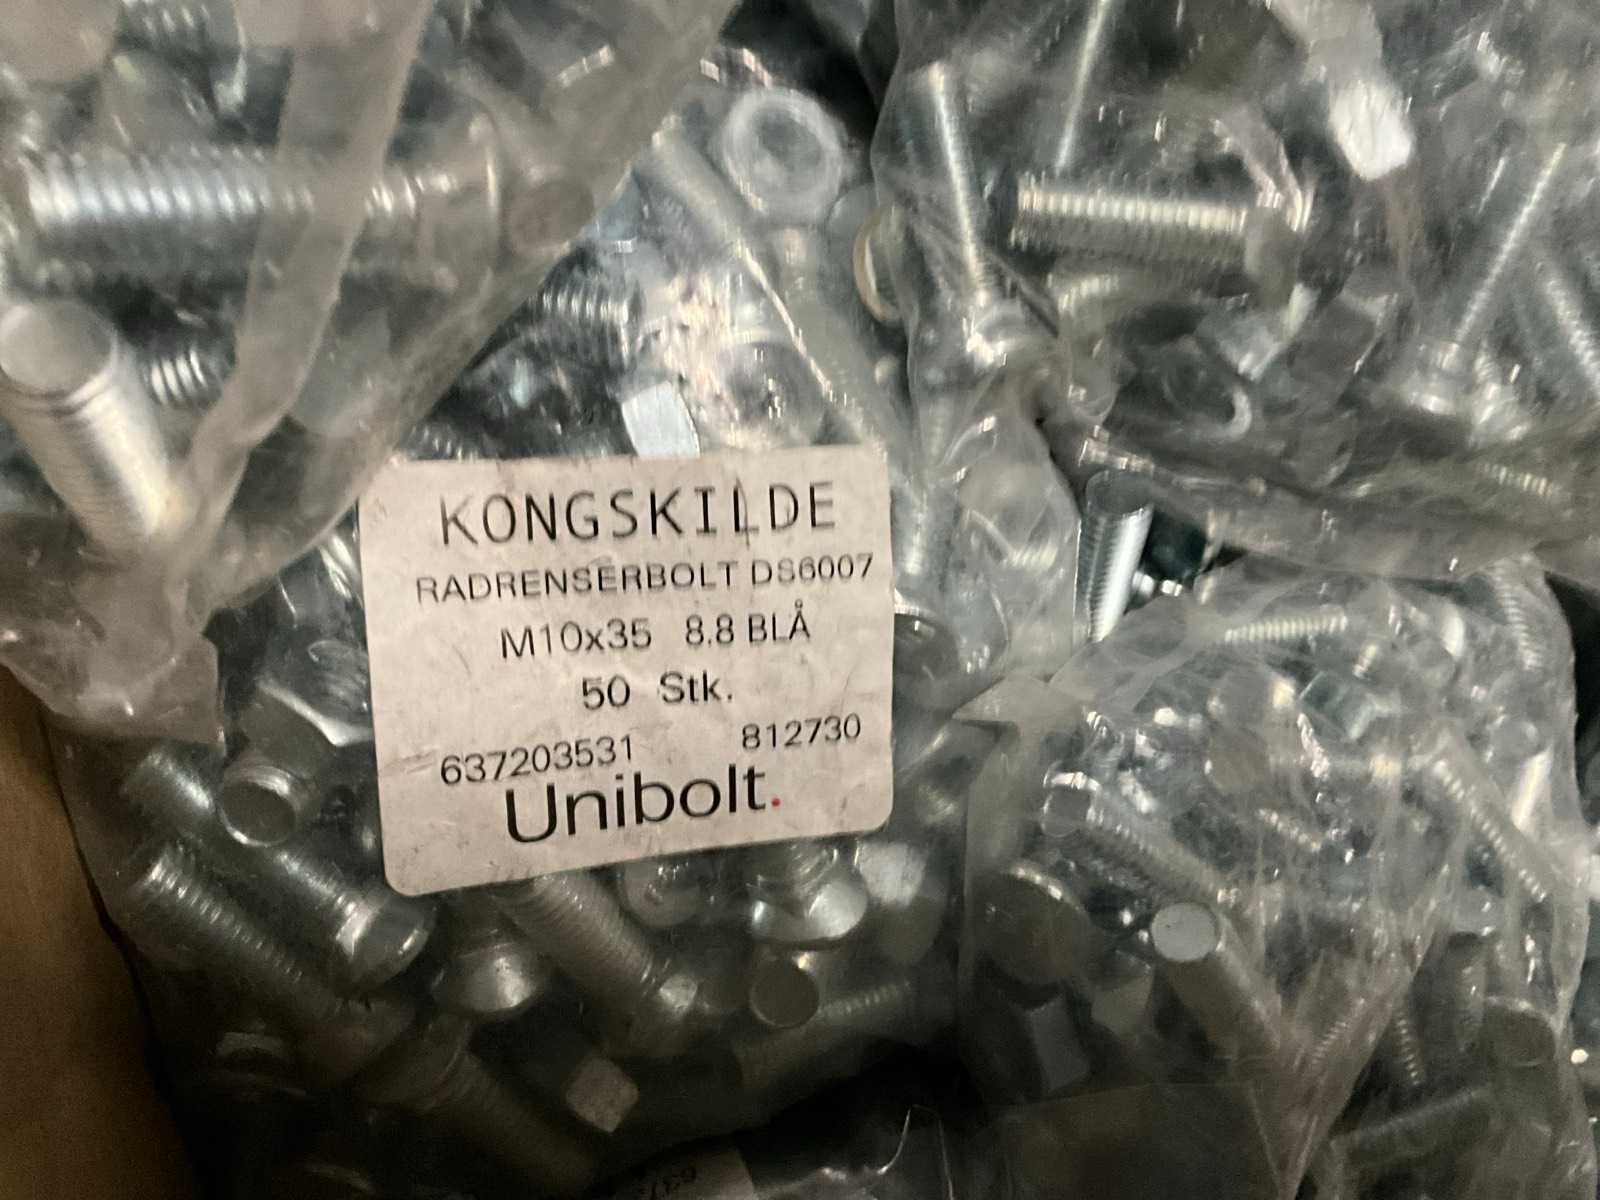 KONGSKILDE
RADRENSERBOLT DS6007
M10x35 8.8 BLÅ
50 Stk.
637203531 812730
Unibolt.